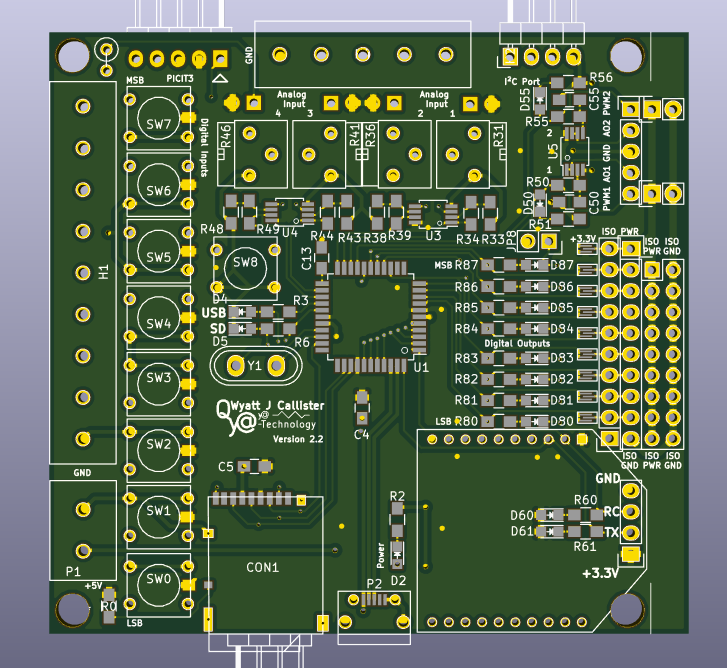 GND
PICIT3
MSB
I²C Port
R56
D55
C55
R55
Analog
Input
4
3
Analog
Input
2
1
PWM2
AO2
GND
AO1
PWM1
SW7
Digital Inputs
R46
R41
R36
R31
2
U5
1
R50
D50
C50
R51
SW6
R48
R49
U4
R44
R43
R38
R39
U3
R34
R33
JP8
+3.3V
ISO
PWR
ISO
PWR
ISO
GND
SW5
SW8
C13
MSB
R87
D87
H1
D4
R3
R86
D86
USB
R85
D85
SW4
SD
R84
D84
D5
R6
Digital Outputs
SW3
Y1
U1
R83
D83
R82
D82
R81
D81
Wyatt J Callister
y@
-Technology
Version 2.2
LSB
R80
D80
C4
SW2
ISO
GND
ISO
PWR
ISO
GND
GND
C5
GND
SW1
R2
R60
D60
RC
D61
TX
R61
Power
P1
CON1
D2
P2
+3.3V
+5V
SW0
R0
LSB